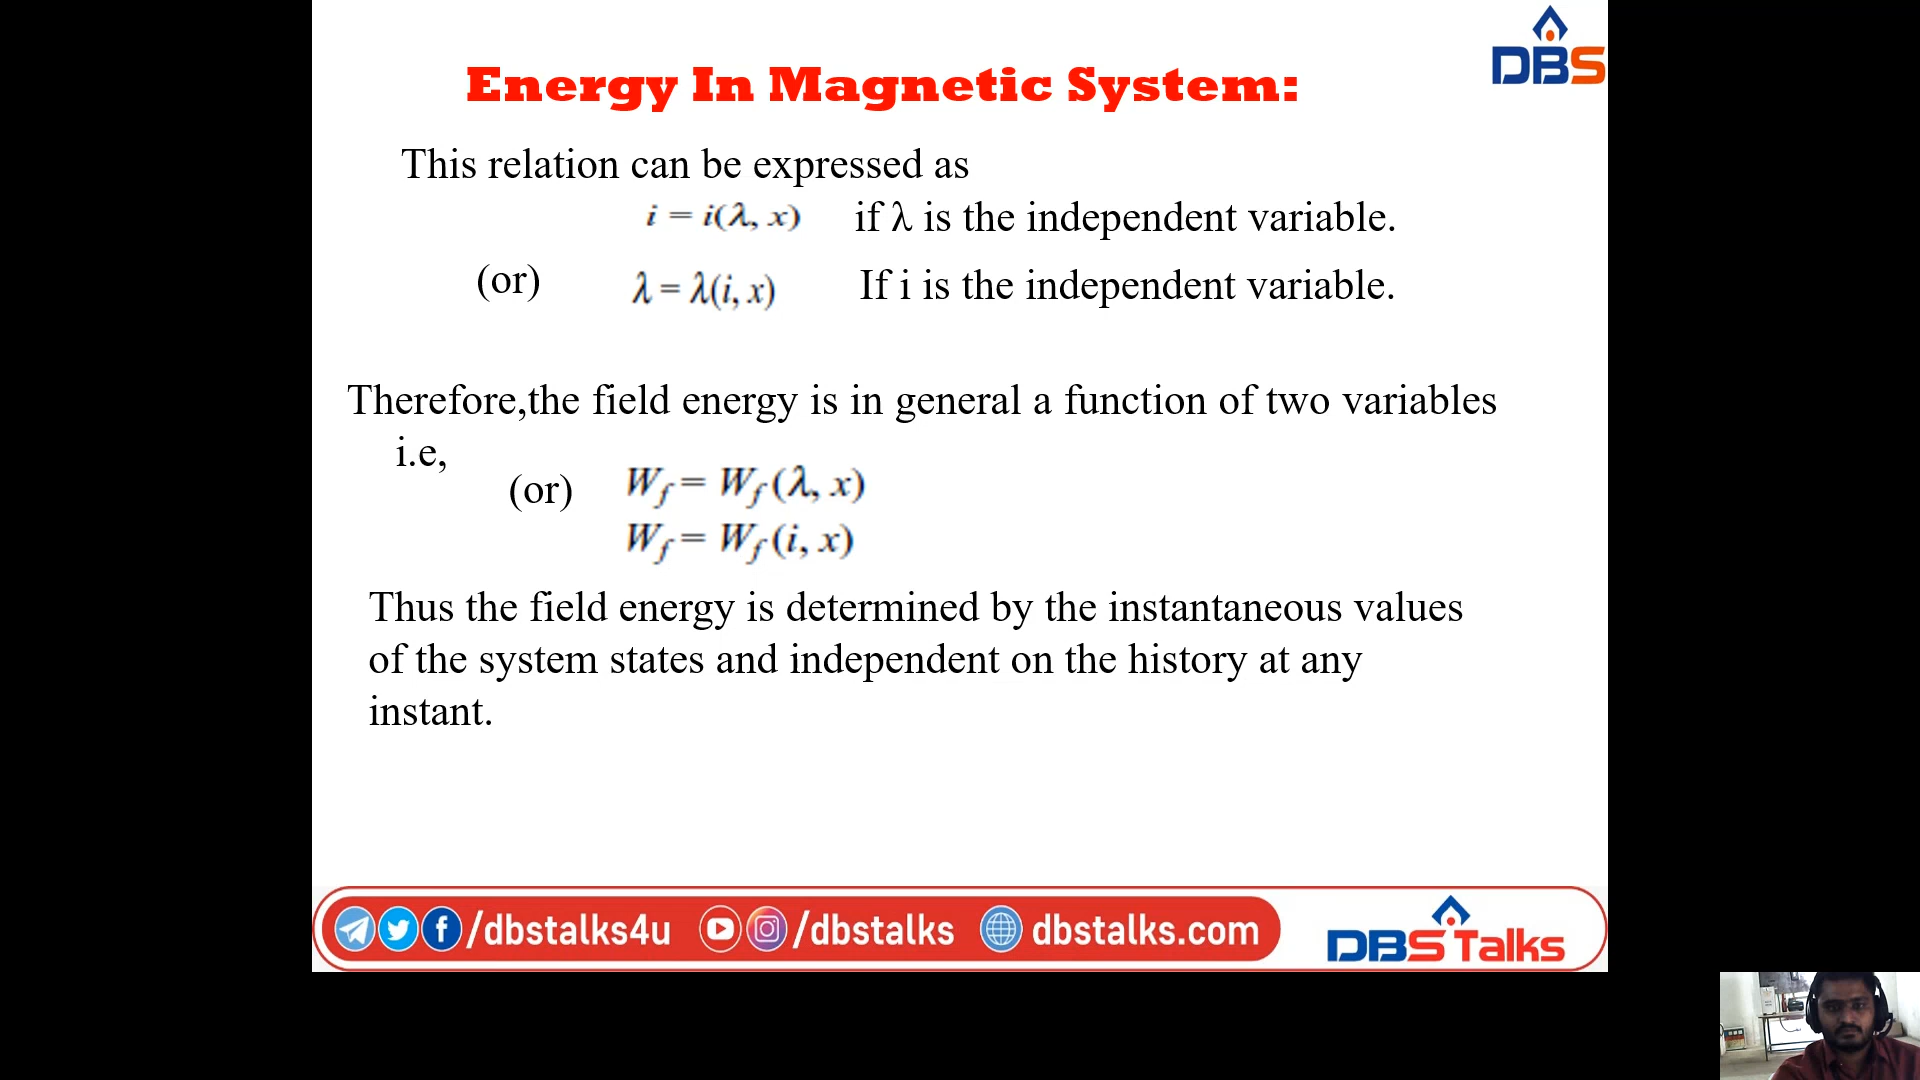 DBS
Energy In Magnetic System:
This relation can be expressed as
i = i(λ, x) if λ is the independent variable.
(or) λ = λ(i, x) If i is the independent variable.
Therefore,the field energy is in general a function of two variables
i.e,
(or) W_f = W_f (λ, x)
W_f = W_f (i, x)
Thus the field energy is determined by the instantaneous values
of the system states and independent on the history at any
instant.
/dbstalks4u /dbstalks dbstalks.com DBS Talks